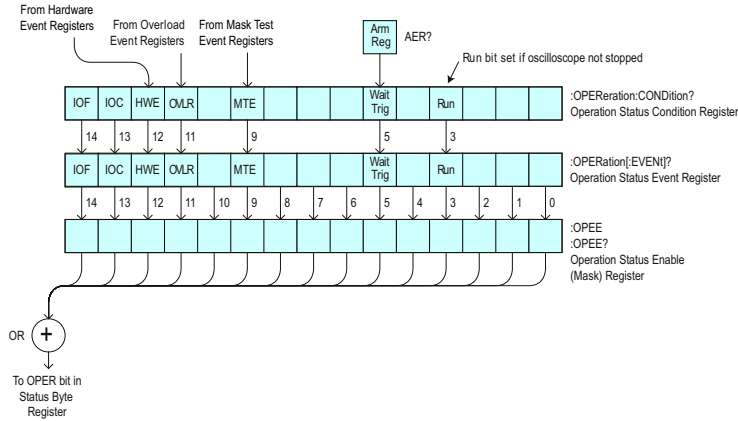 From Hardware
Event Registers
From Overload
Event Registers
From Mask Test
Event Registers
Arm
Reg
AER?
Run bit set if oscilloscope not stopped
IOF IOC HWE OVLR MTE Wait Trig Run
:OPEReration:CONDition?
Operation Status Condition Register
14 13 12 11 9 5 3
IOF IOC HWE OVLR MTE Wait Trig Run
:OPERation[:EVENt]?
Operation Status Event Register
14 13 12 11 10 9 8 7 6 5 4 3 2 1 0
:OPEE
:OPEE?
Operation Status Enable
(Mask) Register
OR +
To OPER bit in
Status Byte
Register